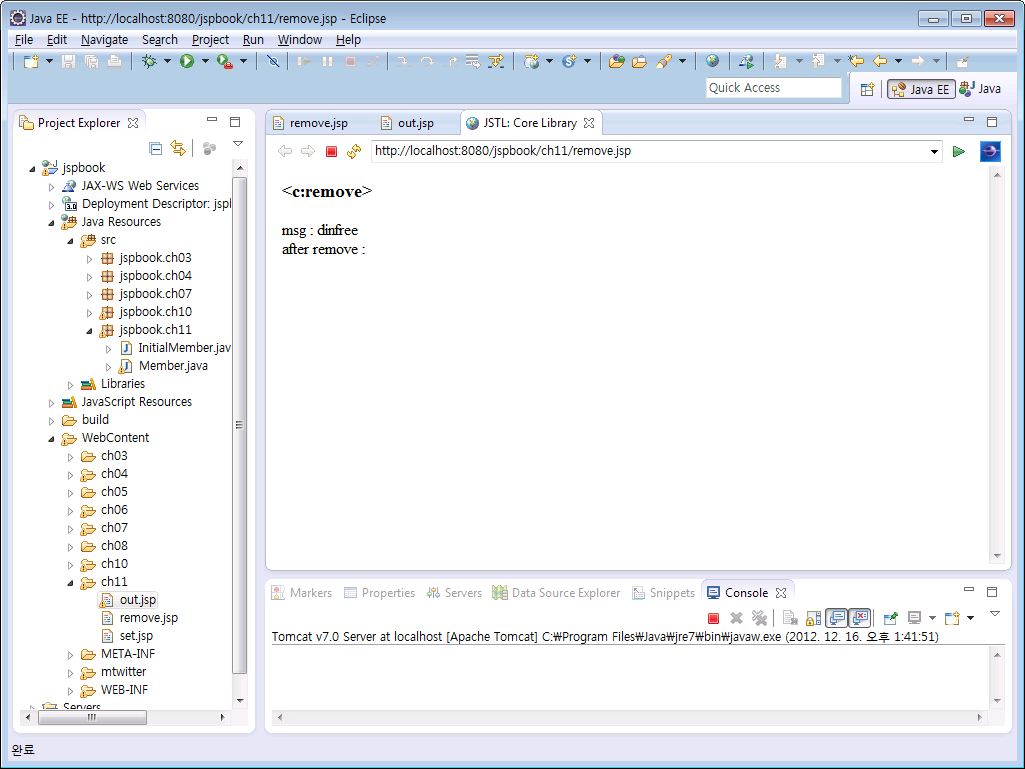 Java EE - http://localhost:8080/jspbook/ch11/remove.jsp - Eclipse
File Edit Navigate Search Project Run Window Help
Quick Access
Java EE
Java
Project Explorer
jspbook
JAX-WS Web Services
3.0 Deployment Descriptor: jspl
Java Resources
src
jspbook.ch03
jspbook.ch04
jspbook.ch07
jspbook.ch10
jspbook.ch11
InitialMember.jav
Member.java
Libraries
JavaScript Resources
build
WebContent
ch03
ch04
ch05
ch06
ch07
ch08
ch10
ch11
out.jsp
remove.jsp
set.jsp
META-INF
mtwitter
WEB-INF
Servers
remove.jsp out.jsp JSTL: Core Library
http://localhost:8080/jspbook/ch11/remove.jsp
<c:remove>
msg : dinfree
after remove :
Markers Properties Servers Data Source Explorer Snippets Console
Tomcat v7.0 Server at localhost [Apache Tomcat] C:₩Program Files₩Java₩jre7₩bin₩javaw.exe (2012. 12. 16. 오후 1:41:51)
완료